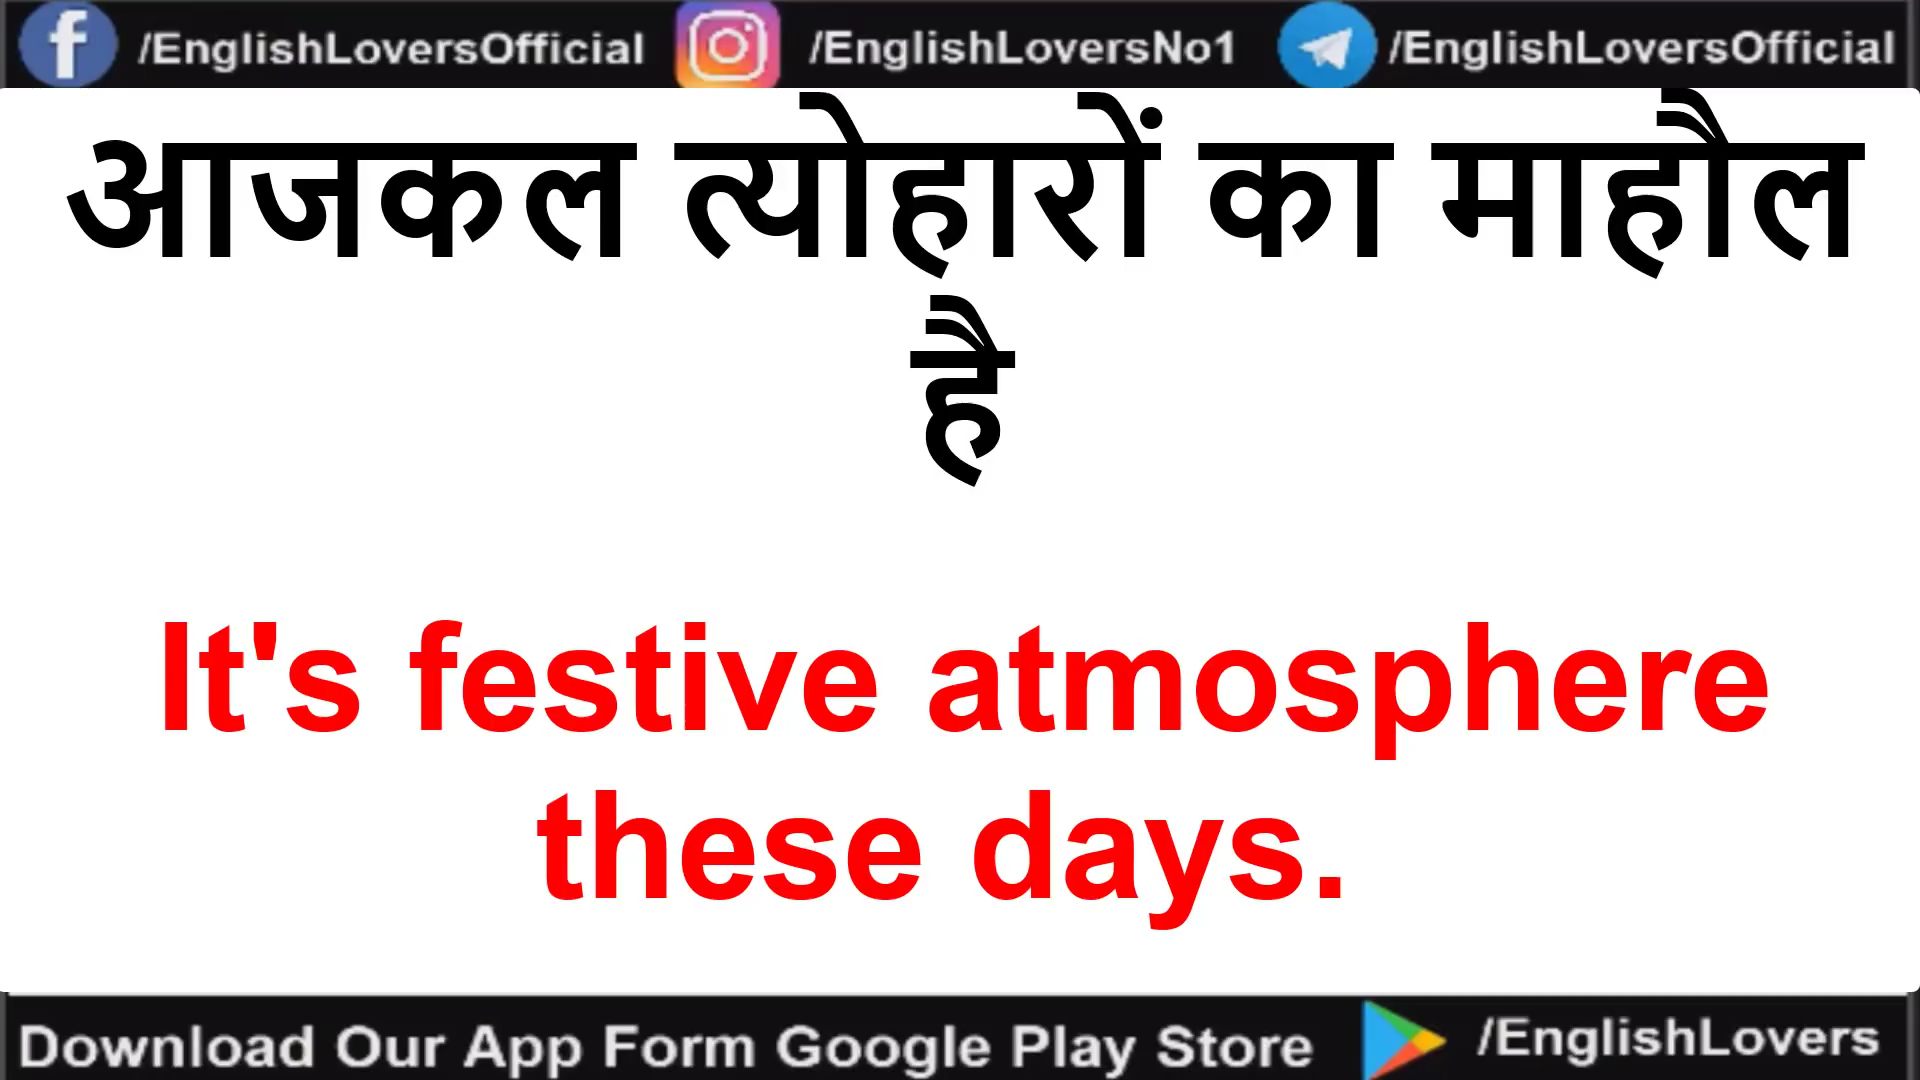 /EnglishLoversOfficial /EnglishLoversNo1 /EnglishLoversOfficial
आजकल त्योहारों का माहौल
है
It's festive atmosphere
these days.
Download Our App Form Google Play Store /EnglishLovers